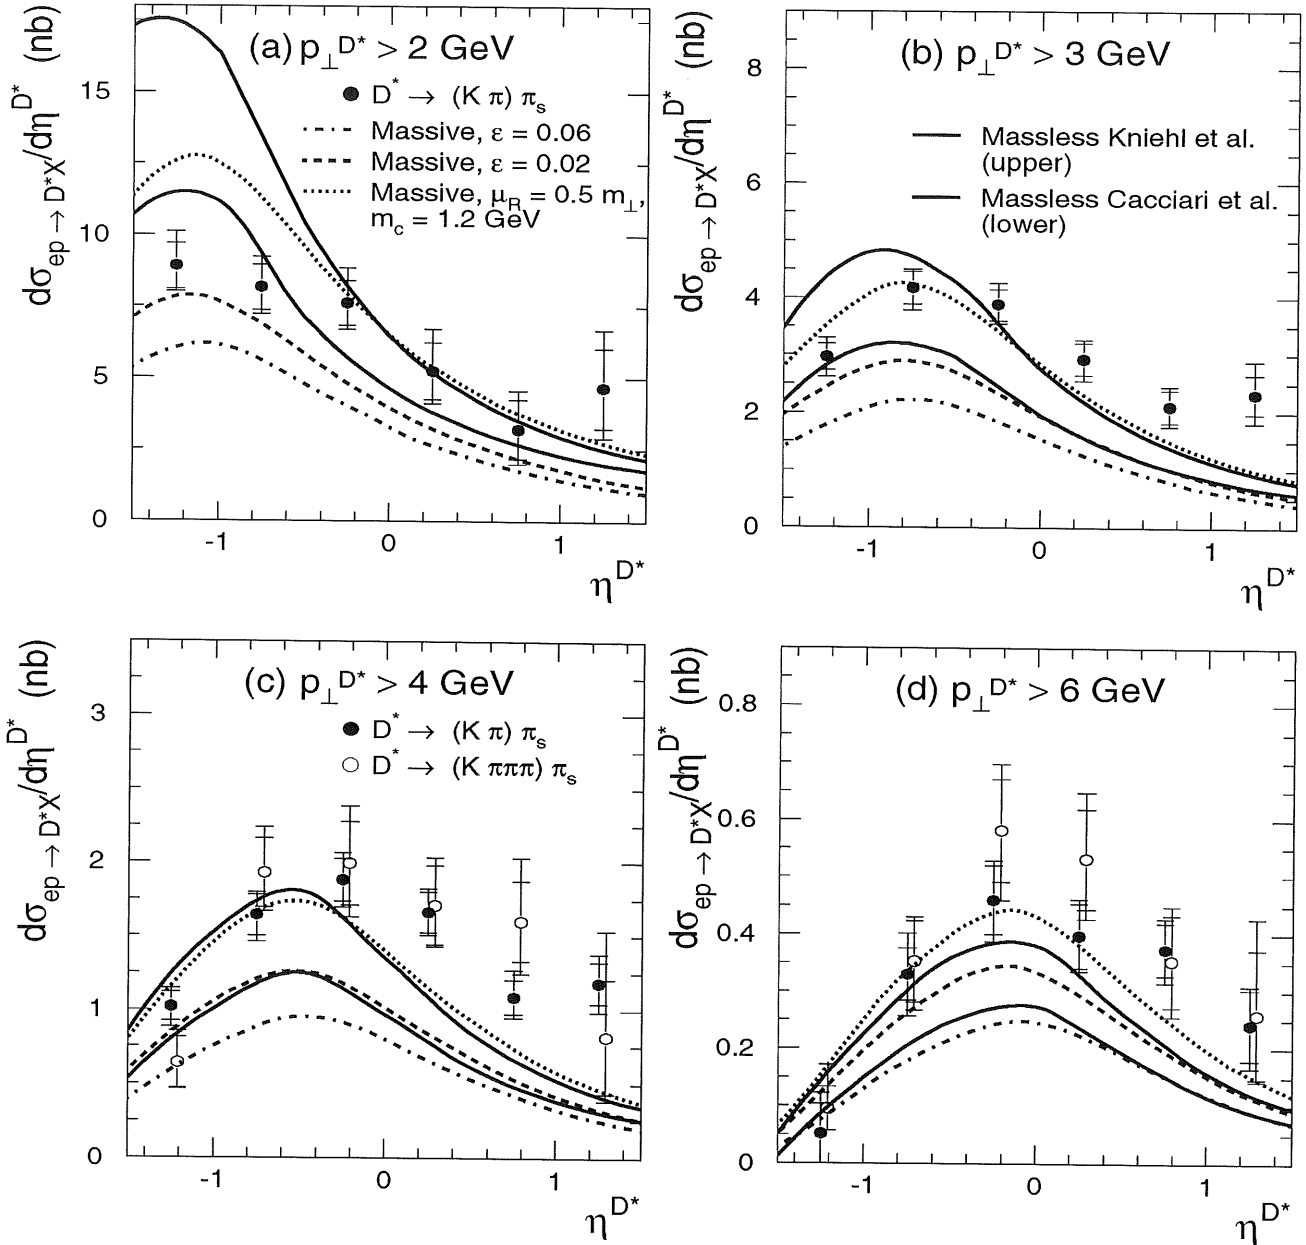 (a) p⊥ D* > 2 GeV
D* → (K π) πs
Massive, ε = 0.06
Massive, ε = 0.02
Massive, μR = 0.5 m⊥,
mc = 1.2 GeV
dσep → D*X/dηD* (nb)
15
10
5
0
-1 0 1
ηD*
(b) p⊥ D* > 3 GeV
Massless Kniehl et al.
(upper)
Massless Cacciari et al.
(lower)
dσep → D*X/dηD* (nb)
8
6
4
2
0
-1 0 1
ηD*
(c) p⊥ D* > 4 GeV
D* → (K π) πs
D* → (K πππ) πs
dσep → D*X/dηD* (nb)
3
2
1
0
-1 0 1
ηD*
(d) p⊥ D* > 6 GeV
dσep → D*X/dηD* (nb)
0.8
0.6
0.4
0.2
0
-1 0 1
ηD*